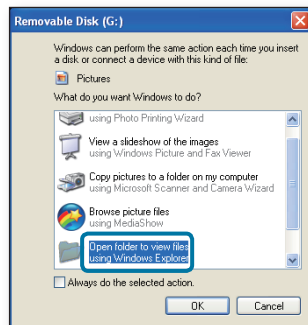 Removable Disk (G:)
Windows can perform the same action each time you insert
a disk or connect a device with this kind of file:
Pictures
What do you want Windows to do?
using Photo Printing Wizard
View a slideshow of the images
using Windows Picture and Fax Viewer
Copy pictures to a folder on my computer
using Microsoft Scanner and Camera Wizard
Browse picture files
using MediaShow
Open folder to view files
using Windows Explorer
Always do the selected action.
OK
Cancel